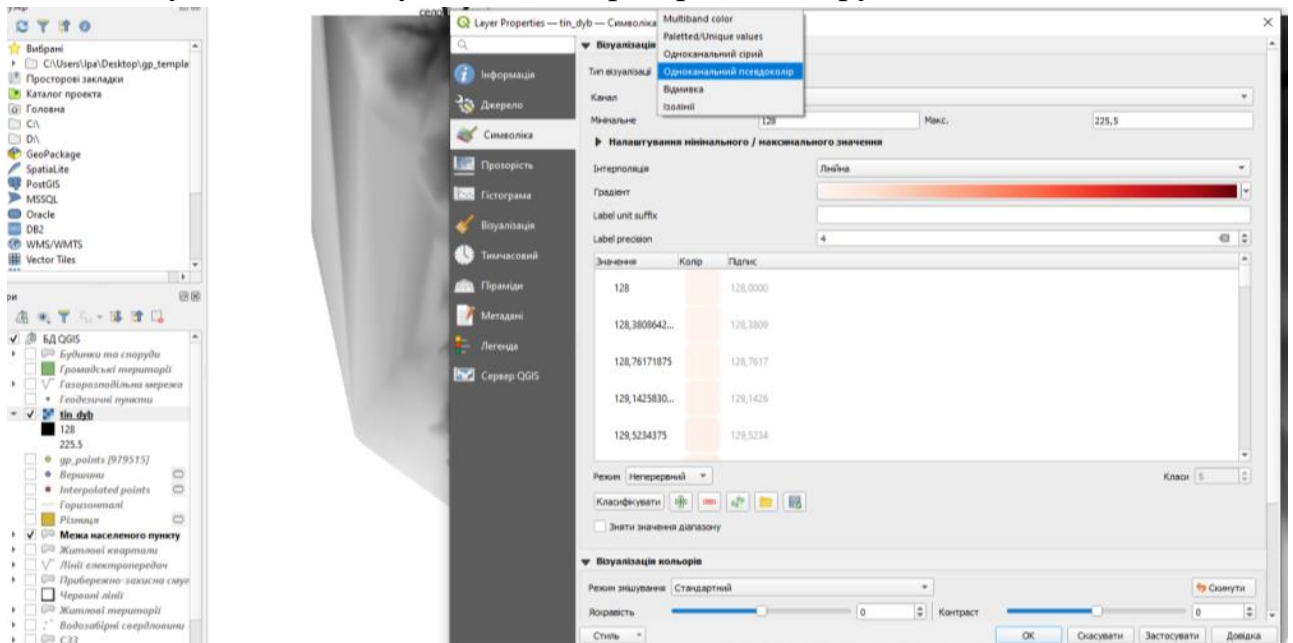 Layer Properties — tin_dyb — Символіка
Multiband color
Paletted/Unique values
Одноканальний сірий
Одноканальний псевдоколір
Відмивка
Ізолінії
Вибрані
C:\Users\Ipa\Desktop\gp_templa
Просторові закладки
Каталог проекта
Головна
C:\
D:\
GeoPackage
SpatiaLite
PostGIS
MSSQL
Oracle
DB2
WMS/WMTS
Vector Tiles
БД QGIS
Будинки та споруди
Громадські території
Газорозподільна мережа
Геодезичні пункти
tin_dyb
128
225.5
gp_points [979515]
Вершини
Interpolated points
Горизонталі
Різниця
Межа населеного пункту
Житлові квартали
Лінії електропередач
Прибережно-захисна смуг
Червоні лінії
Житлові території
Водозабірні свердловини
СЗЗ
Інформація
Джерело
Символіка
Прозорість
Гістограма
Візуалізація
Тимчасовий
Піраміди
Метадані
Легенда
Сервер QGIS
Візуалізація
Тип візуалізації
Канал
Мінімальне 128 Макс. 225,5
Налаштування мінімального / максимального значення
Інтерполяція Лінійна
Градієнт
Label unit suffix
Label precision 4
Значення Колір Підпис
128 128,0000
128,3808642... 128,3809
128,76171875 128,7617
129,1425830... 129,1426
129,5234375 129,5234
Режим Неперервний Класи 5
Класифікувати
Зняти значення діапазону
Візуалізація кольорів
Режим змішування Стандартний Скинути
Яскравість 0 Контраст 0
Стиль OK Скасувати Застосувати Довідка